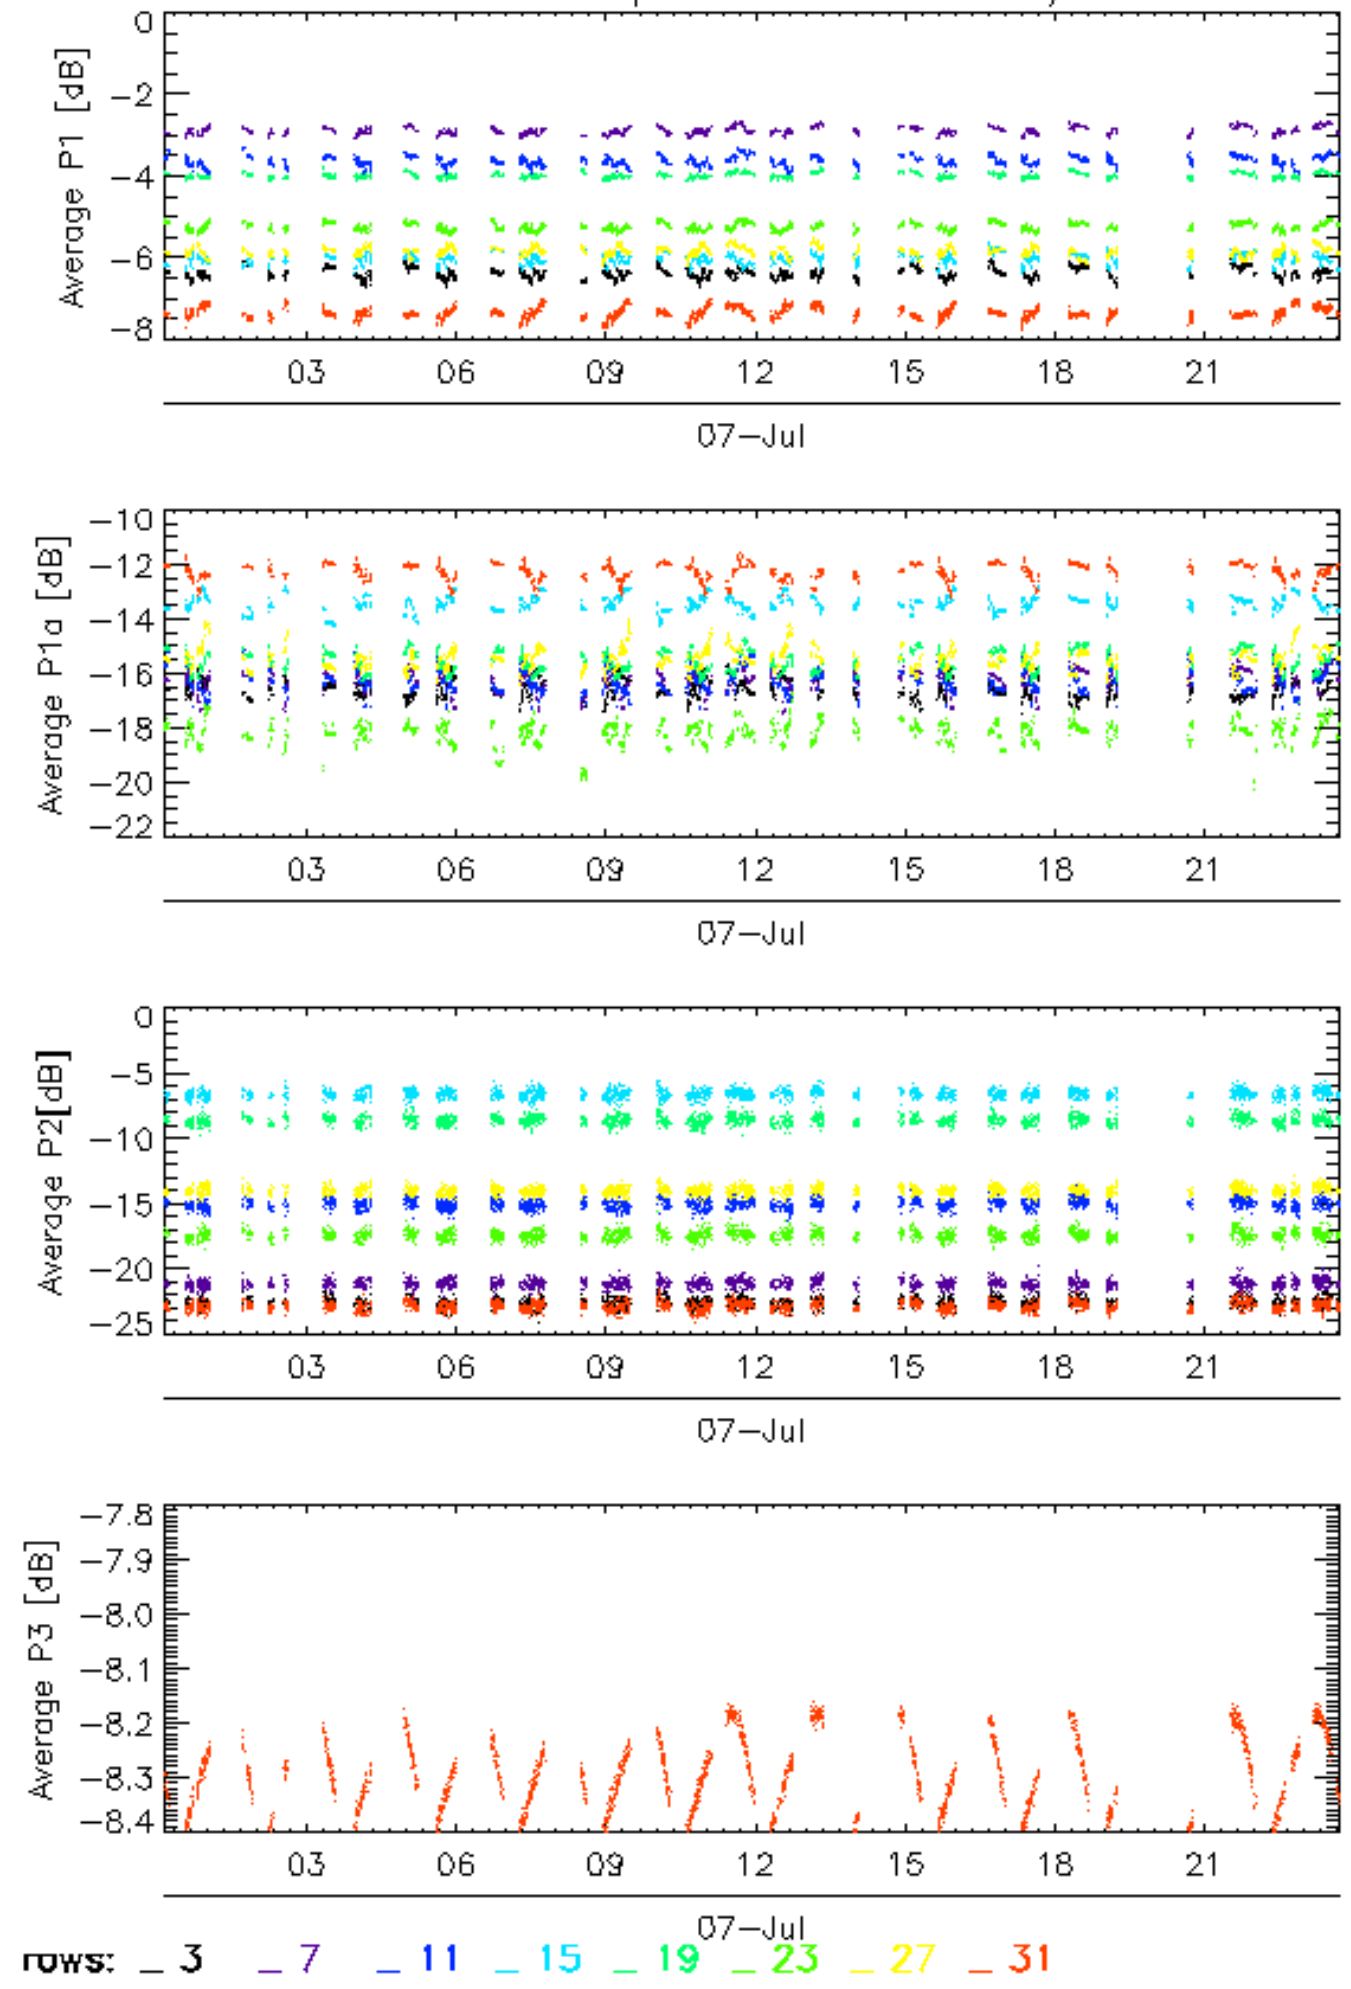 0
−2
−4
−6
−8
Average P1 [dB]
03 06 09 12 15 18 21
07−Jul
−10
−12
−14
−16
−18
−20
−22
Average P1a [dB]
03 06 09 12 15 18 21
07−Jul
0
−5
−10
−15
−20
−25
Average P2[dB]
03 06 09 12 15 18 21
07−Jul
−7.8
−7.9
−8.0
−8.1
−8.2
−8.3
−8.4
Average P3 [dB]
03 06 09 12 15 18 21
07−Jul
rows: _ 3 _ 7 _ 11 _ 15 _ 19 _ 23 _ 27 _ 31